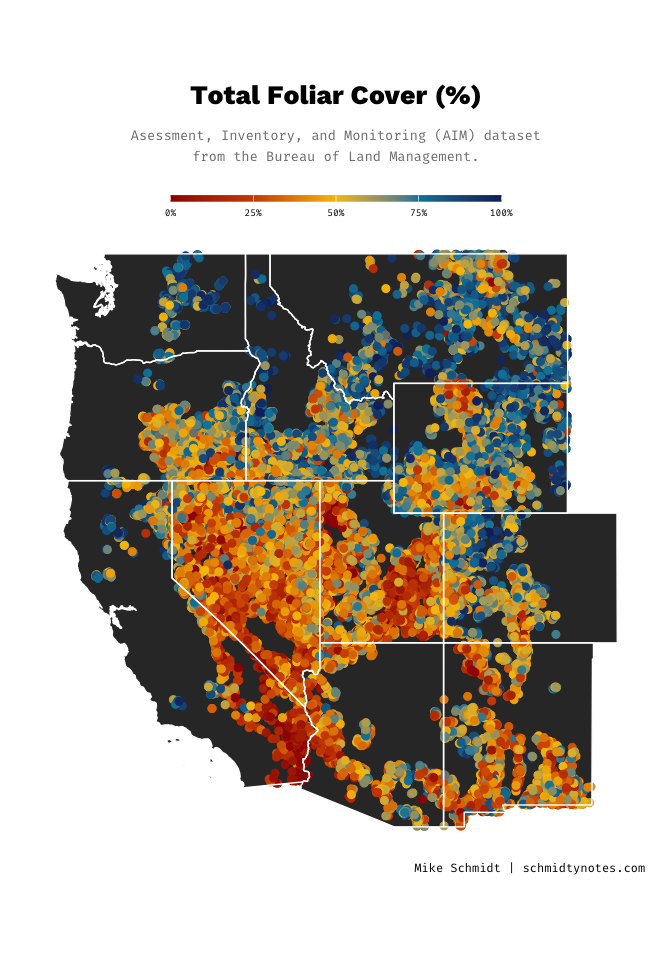 Total Foliar Cover (%)
Asessment, Inventory, and Monitoring (AIM) dataset
from the Bureau of Land Management.
0% 25% 50% 75% 100%
Mike Schmidt | schmidtynotes.com